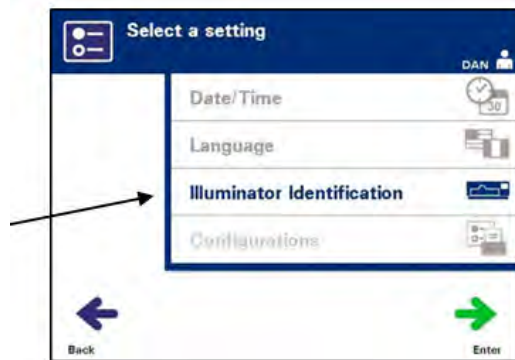 Select a setting
DAN
Date/Time
30
Language
Illuminator Identification
Configurations
Back
Enter